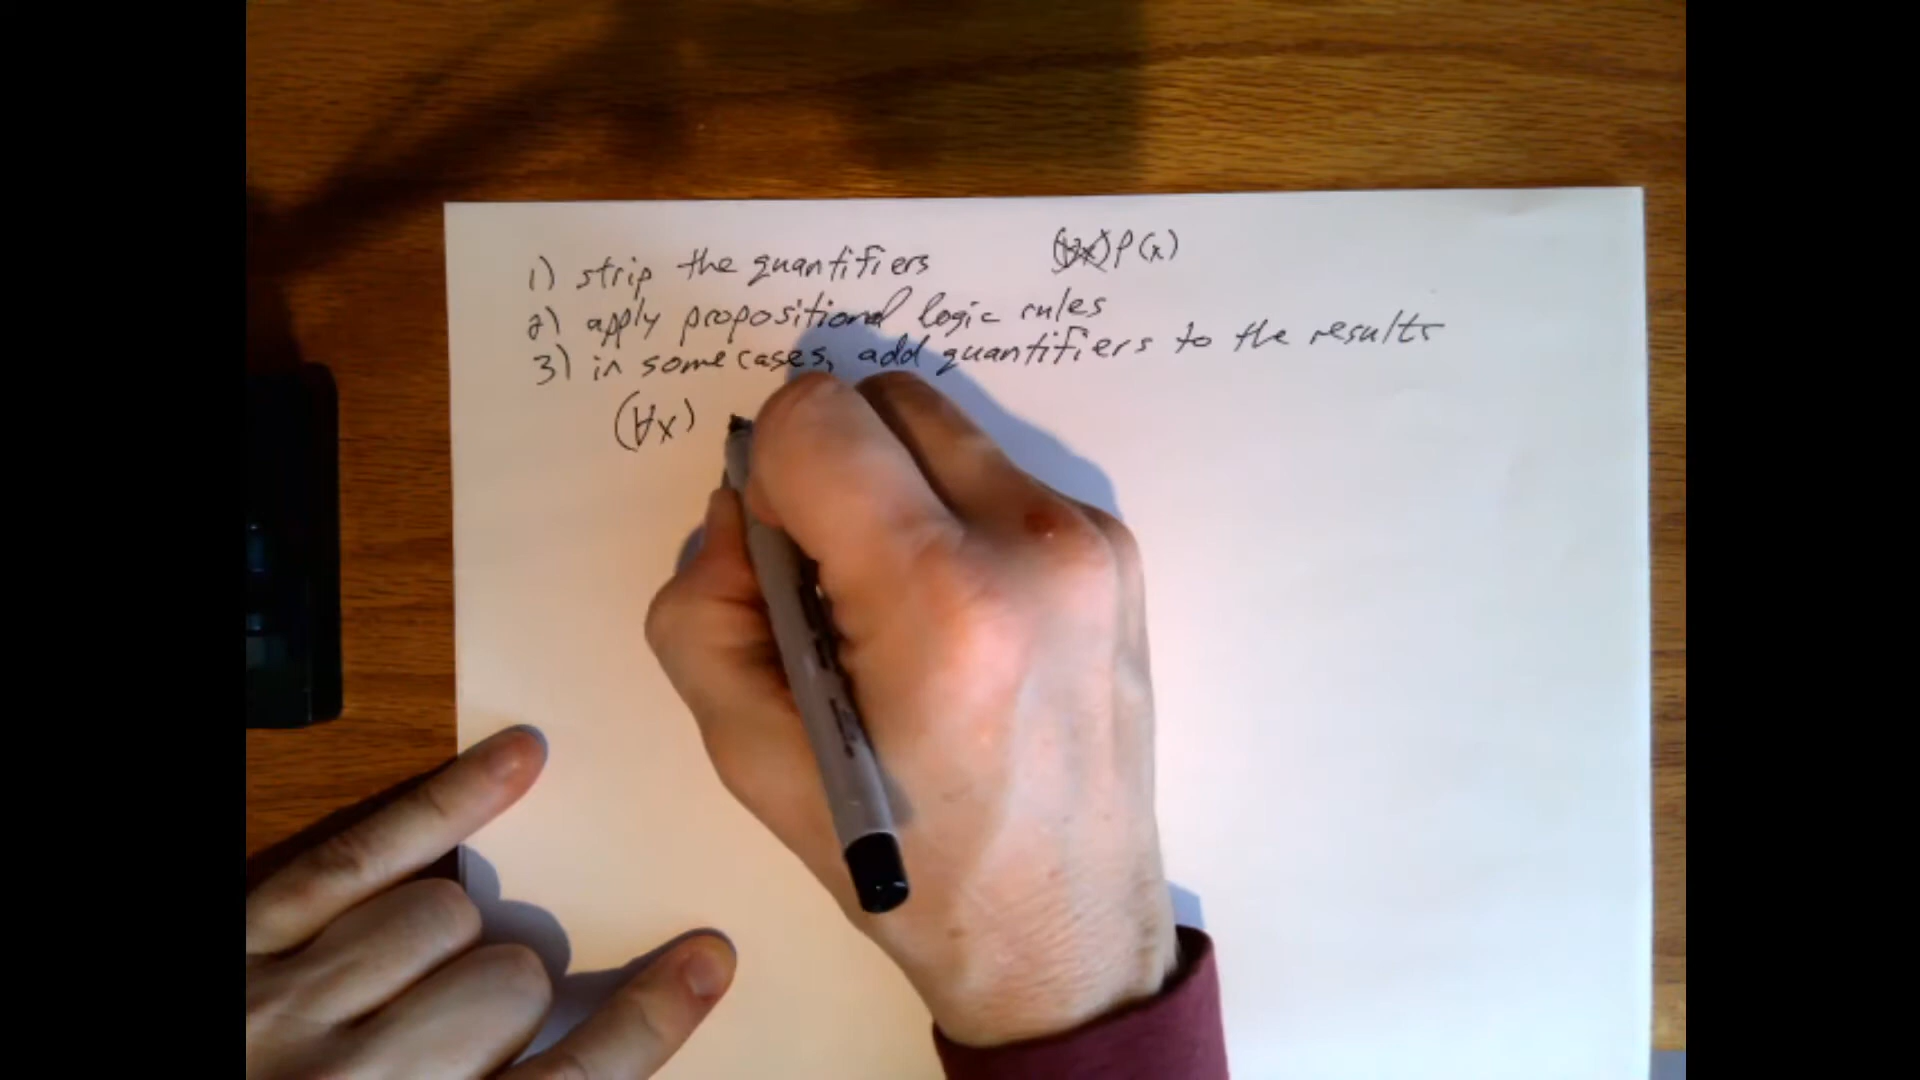 1) strip the quantifiers (∀x)P(x)
2) apply propositional logic rules
3) in some cases, add quantifiers to the results
(∀x)